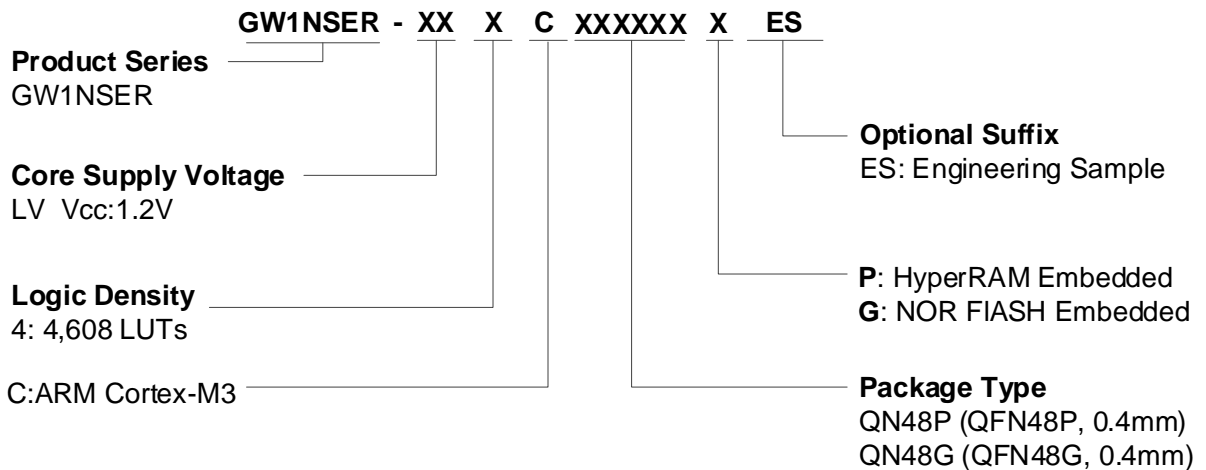 GW1NSER - XX X C XXXXXX X ES
Product Series
GW1NSER
Core Supply Voltage
LV Vcc:1.2V
Logic Density
4: 4,608 LUTs
C:ARM Cortex-M3
Optional Suffix
ES: Engineering Sample
P: HyperRAM Embedded
G: NOR FlASH Embedded
Package Type
QN48P (QFN48P, 0.4mm)
QN48G (QFN48G, 0.4mm)